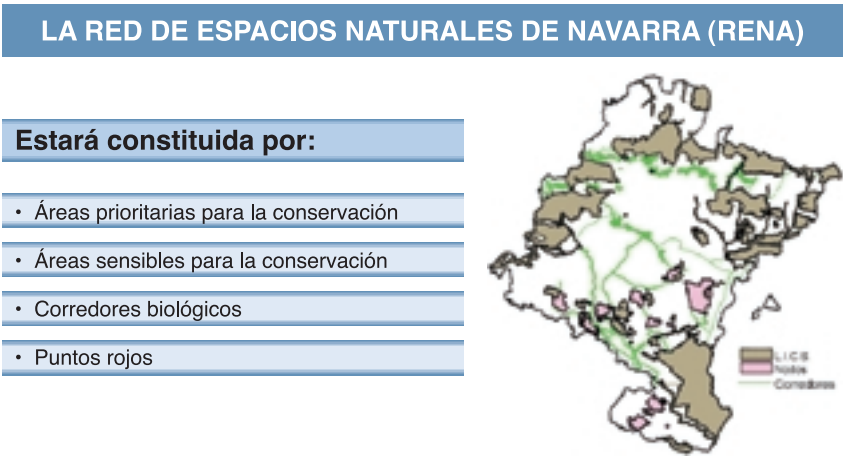 LA RED DE ESPACIOS NATURALES DE NAVARRA (RENA)
Estará constituida por:
• Áreas prioritarias para la conservación
• Áreas sensibles para la conservación
• Corredores biológicos
• Puntos rojos
Nodos
Corredores